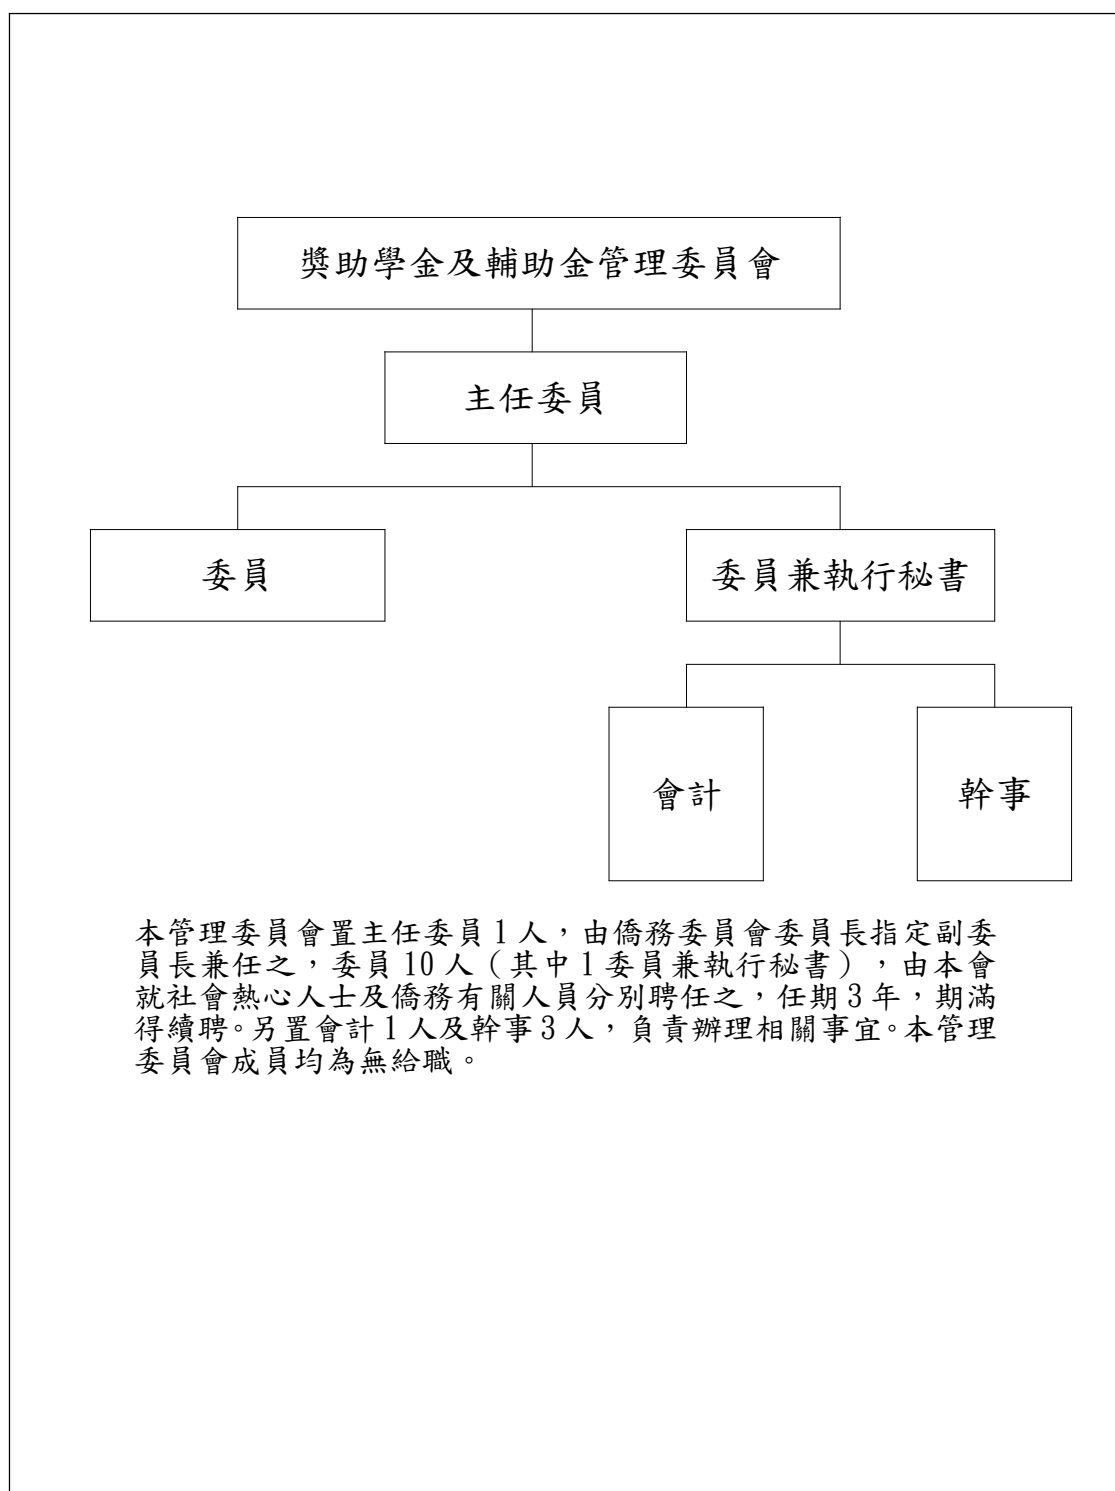 獎助學金及輔助金管理委員會
主任委員
委員
委員兼執行秘書
會計
幹事
本管理委員會置主任委員1人，由僑務委員會委員長指定副委
員長兼任之，委員10人（其中1委員兼執行秘書），由本會
就社會熱心人士及僑務有關人員分別聘任之，任期3年，期滿
得續聘。另置會計1人及幹事3人，負責辦理相關事宜。本管理
委員會成員均為無給職。